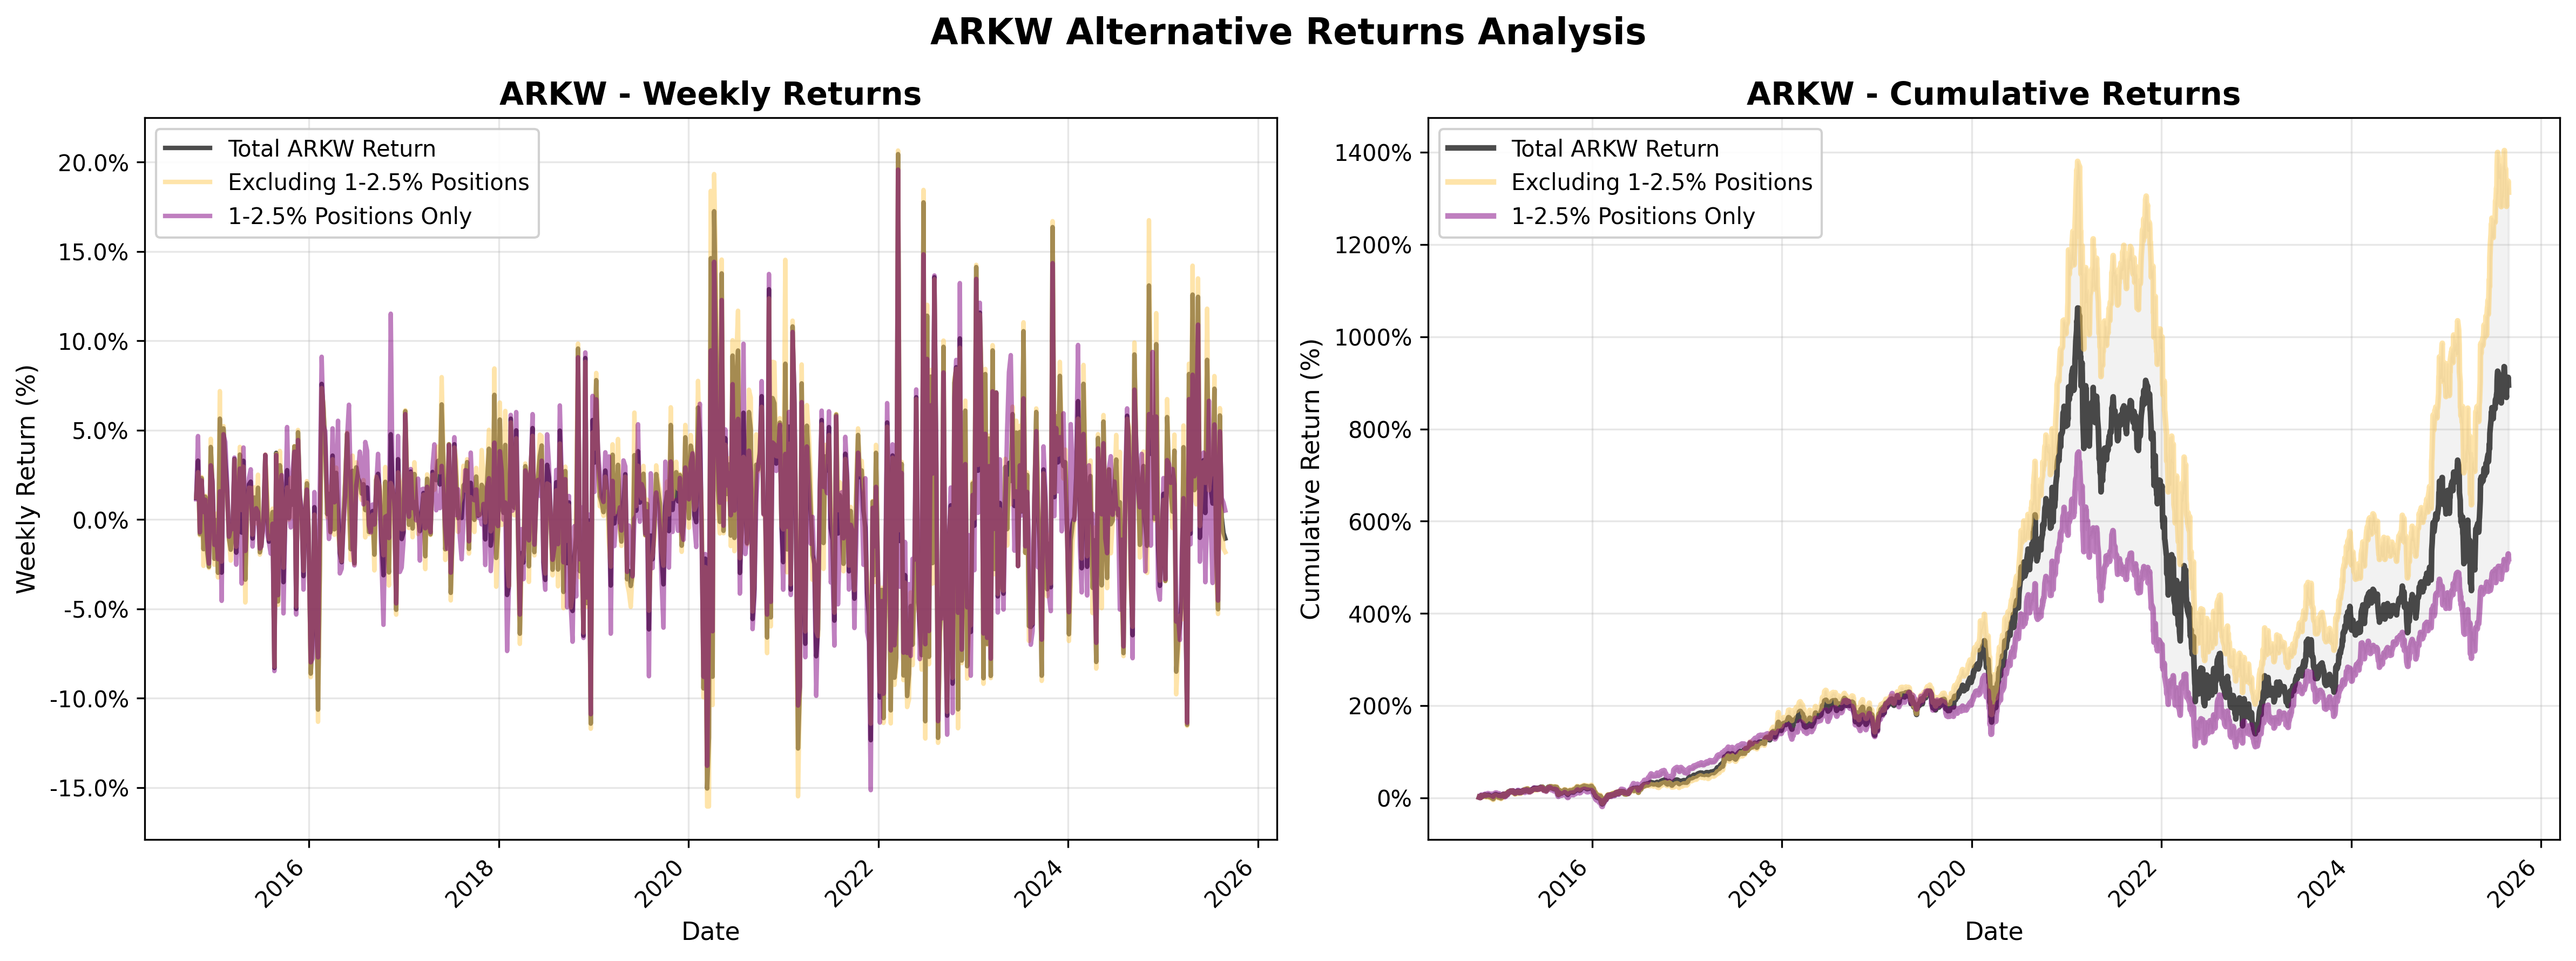 ARKW Alternative Returns Analysis
ARKW - Weekly Returns
Total ARKW Return
Excluding 1-2.5% Positions
1-2.5% Positions Only
20.0%
15.0%
10.0%
5.0%
0.0%
-5.0%
-10.0%
-15.0%
Weekly Return (%)
2016
2018
2020
2022
2024
2026
Date
ARKW - Cumulative Returns
Total ARKW Return
Excluding 1-2.5% Positions
1-2.5% Positions Only
1400%
1200%
1000%
800%
600%
400%
200%
0%
Cumulative Return (%)
2016
2018
2020
2022
2024
2026
Date